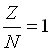 Z/N = 1